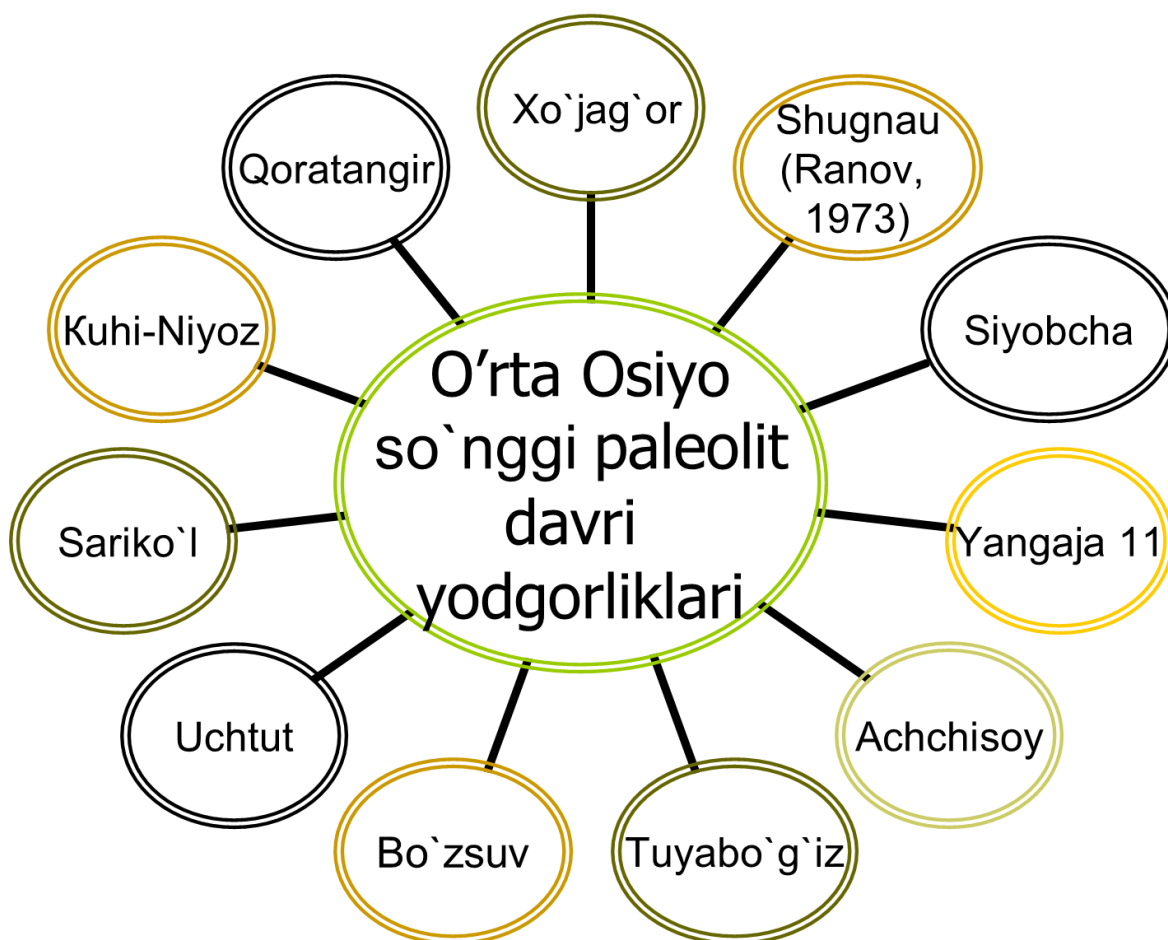 Xo`jag`or
Shugnau
(Ranov,
1973)
Qoratangir
Siyobcha
Kuhi-Niyoz
O’rta Osiyo
so`nggi paleolit
davri
yodgorliklari
Sariko`l
Yangaja 11
Uchtut
Achchisoy
Bo`zsuv
Tuyabo`g`iz